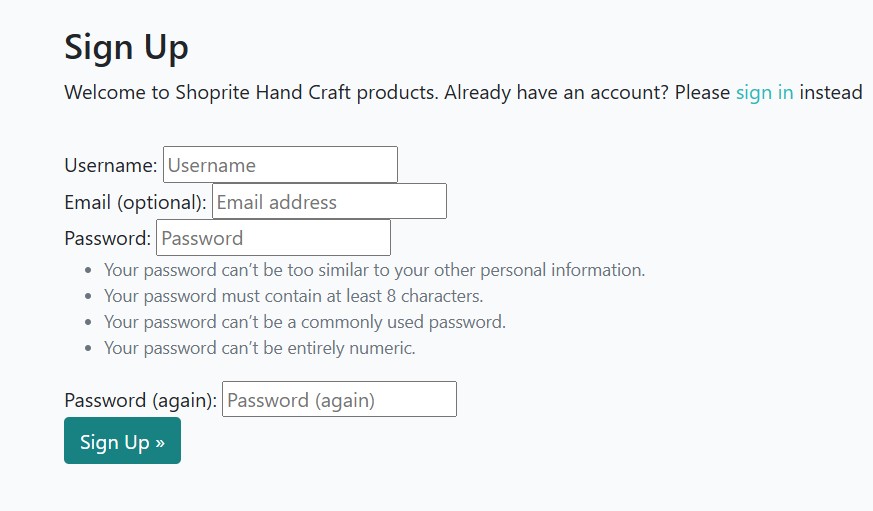 Sign Up
Welcome to Shoprite Hand Craft products. Already have an account? Please sign in instead
Username: Username
Email (optional): Email address
Password: Password
• Your password can’t be too similar to your other personal information.
• Your password must contain at least 8 characters.
• Your password can’t be a commonly used password.
• Your password can’t be entirely numeric.
Password (again): Password (again)
Sign Up »